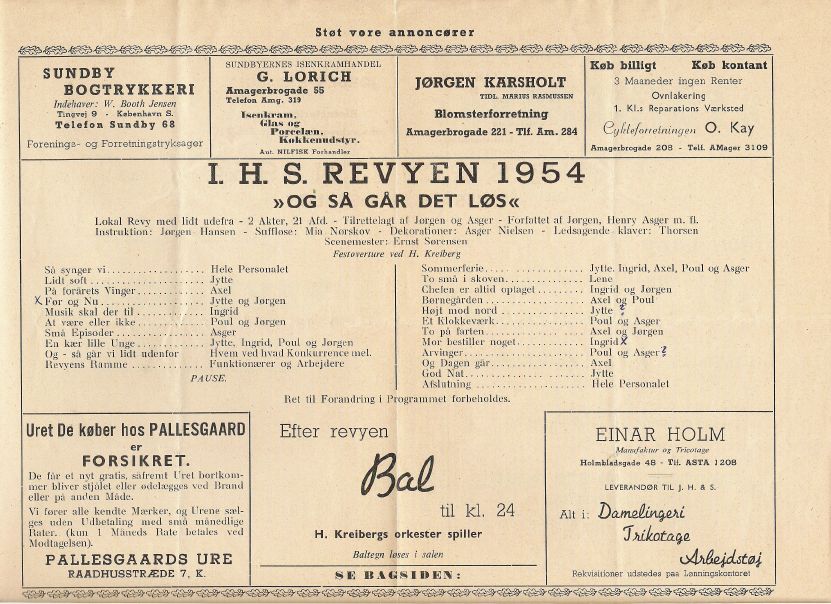 Støt vore annoncører
SUNDBY
BOGTRYKKERI
Indehaver: W. Booth Jensen
Tingvej 9 - København S.
Telefon Sundby 68
Forenings- og Forretningstryksager
SUNDBYERNES ISENKRAMHANDEL
G. LORICH
Amagerbrogade 55
Telefon Amg. 319
Isenkram,
Glas og
Porcelæn,
Køkkenudstyr.
Aut. NILFISK Forhandler
JØRGEN KARSHOLT
TIDL. MARIUS RASMUSSEN
Blomsterforretning
Amagerbrogade 221 - Tlf. Am. 284
Køb billigt Køb kontant
3 Maaneder ingen Renter
Ovnlakering
1. Kl.s Reparations Værksted
Cykleforretningen O. Kay
Amagerbrogade 208 - Telf. AMager 3109
I. H. S. REVYEN 1954
»OG SÅ GÅR DET LØS«
Lokal Revy med lidt udefra - 2 Akter, 21 Afd. - Tilrettelagt af Jørgen og Asger - Forfattet af Jørgen, Henry Asger m. fl.
Instruktion: Jørgen Hansen - Suffløse: Mia Nørskov - Dekorationer: Asger Nielsen - Ledsagende klaver: Thorsen
Scenemester: Ernst Sørensen
Festouverture ved H. Kreiberg
Så synger vi.................. Hele Personalet
Lidt soft..................... Jytte
På forårets Vinger............ Axel
X Før og Nu..................... Jytte og Jørgen
Musik skal der til............ Ingrid
At være eller ikke............ Poul og Jørgen
Små Episoder.................. Asger
En kær lille Unge............. Jytte, Ingrid, Poul og Jørgen
Og - så går vi lidt udenfor Hvem ved hvad Konkurrence mel.
Revyens Ramme................. Funktionærer og Arbejdere
PAUSE.
Sommerferie................... Jytte, Ingrid, Axel, Poul og Asger
To små i skoven............... Lene
Chefen er altid optaget....... Ingrid og Jørgen
Børnegården................... Axel og Poul
Højt mod nord................. Jytte ?
Et Klokkeværk................. Poul og Asger
To på farten.................. Axel og Jørgen
Mor bestiller noget........... Ingrid X
Arvinger...................... Poul og Asger ?
Og Dagen går.................. Axel
God Nat....................... Jytte
Afslutning.................... Hele Personalet
Ret til Forandring i Programmet forbeholdes.
Uret De køber hos PALLESGAARD
er
FORSIKRET.
De får et nyt gratis, såfremt Uret bortkom-
mer bliver stjålet eller ødelægges ved Brand
eller på anden Måde.
Vi fører alle kendte Mærker, og Urene sæl-
ges uden Udbetaling med små månedlige
Rater. (kun 1 Måneds Rate betales ved
Modtagelsen).
PALLESGAARDS URE
RAADHUSSTRÆDE 7, K.
Efter revyen
Bal
til kl. 24
H. Kreibergs orkester spiller
Baltegn løses i salen
SE BAGSIDEN:
EINAR HOLM
Manufaktur og Tricotage
Holmbladsgade 48 - Tlf. ASTA 1208
LEVERANDØR TIL J. H. & S.
Alt i: Damelingeri
Trikotage
Arbejdstøj
Rekvisitioner udstedes paa Lønningskontoret